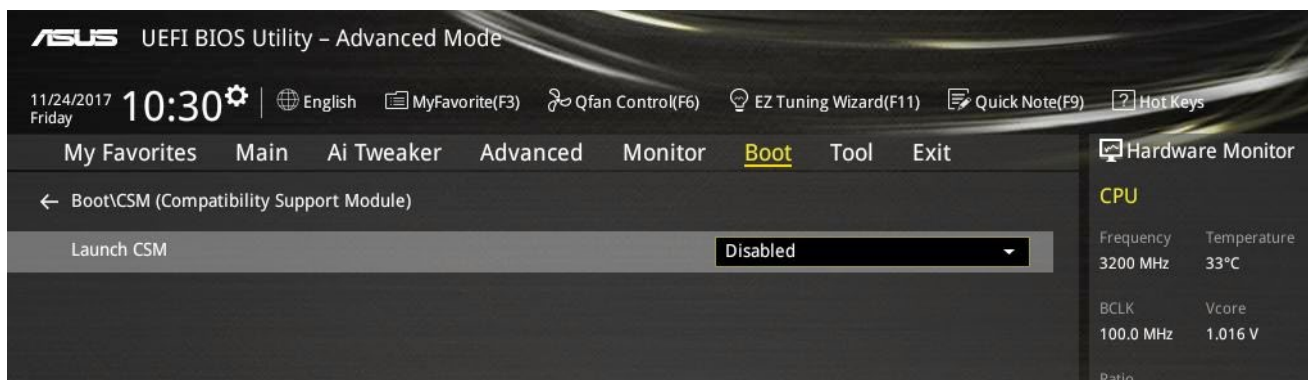 ASUS UEFI BIOS Utility – Advanced Mode
11/24/2017
Friday
10:30
English MyFavorite(F3) Qfan Control(F6) EZ Tuning Wizard(F11) Quick Note(F9) ? Hot Keys
My Favorites Main Ai Tweaker Advanced Monitor Boot Tool Exit
Hardware Monitor
← Boot\CSM (Compatibility Support Module)
Launch CSM Disabled
CPU
Frequency Temperature
3200 MHz 33°C
BCLK Vcore
100.0 MHz 1.016 V
Ratio